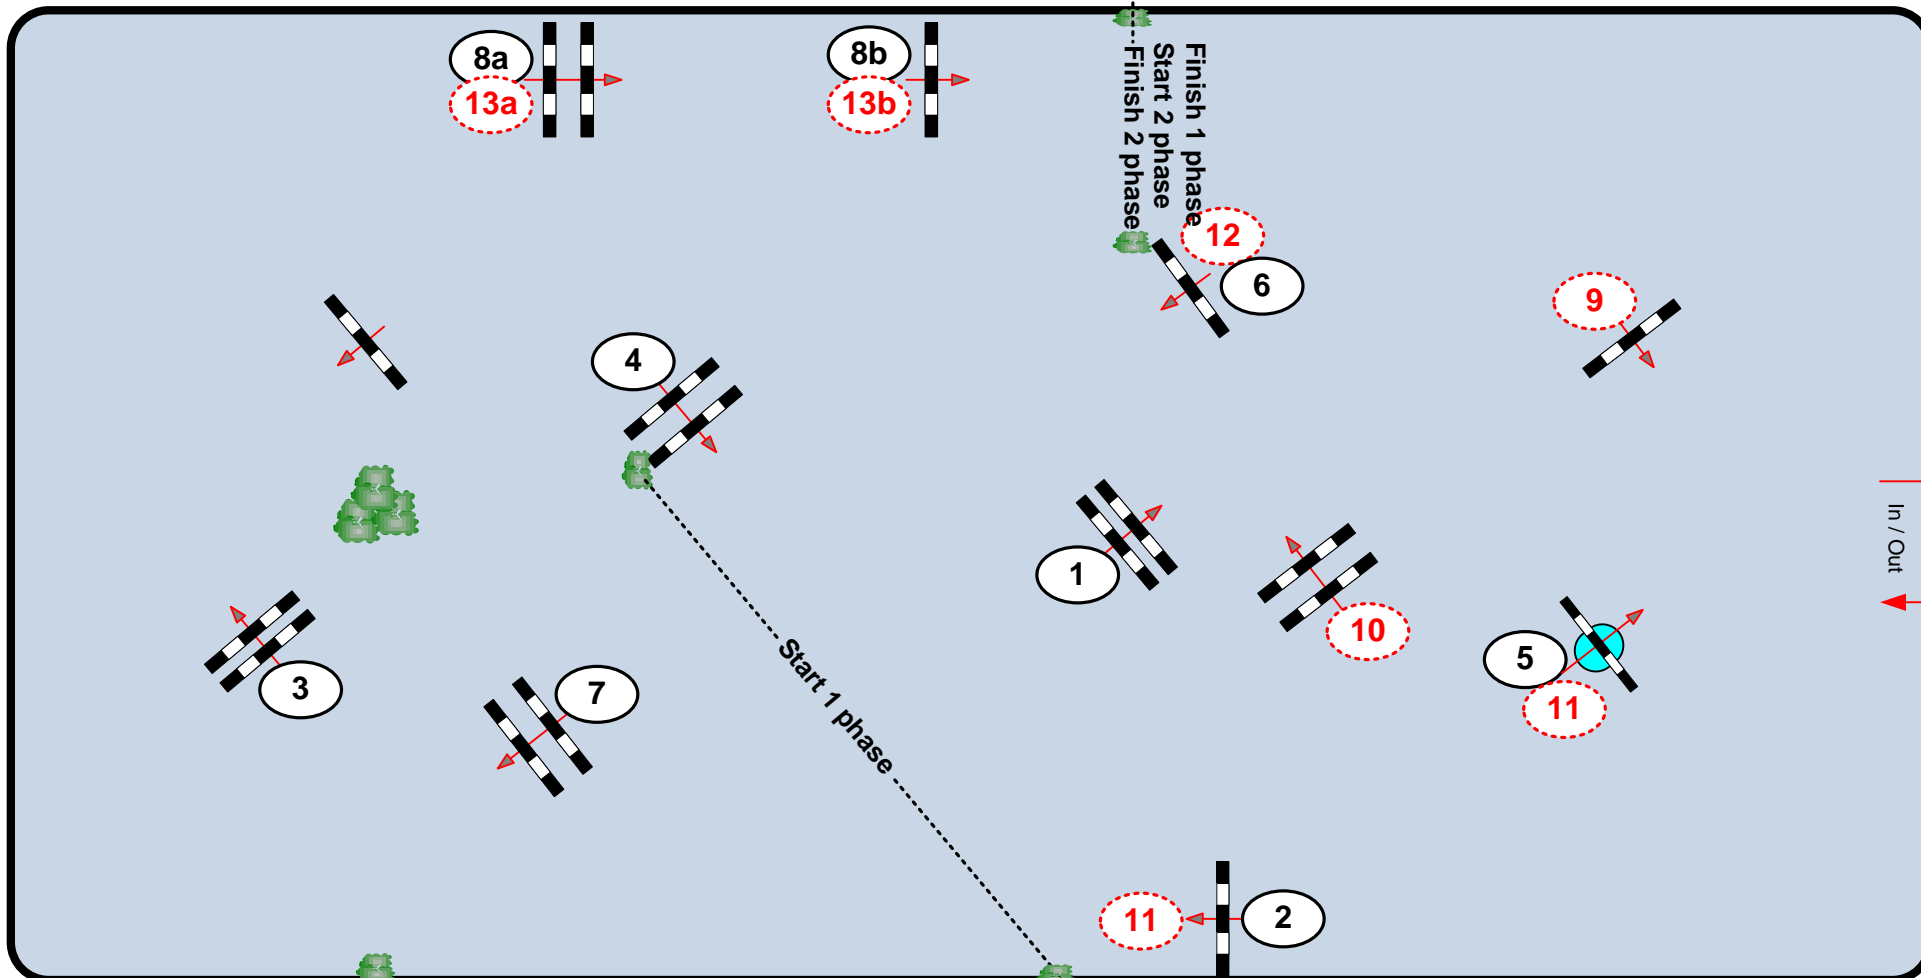 8a
13a
8b
13b
Finish 1 phase
Start 2 phase
Finish 2 phase
12
6
9
4
In / Out
1
10
5
11
3
7
Start 1 phase
11
2